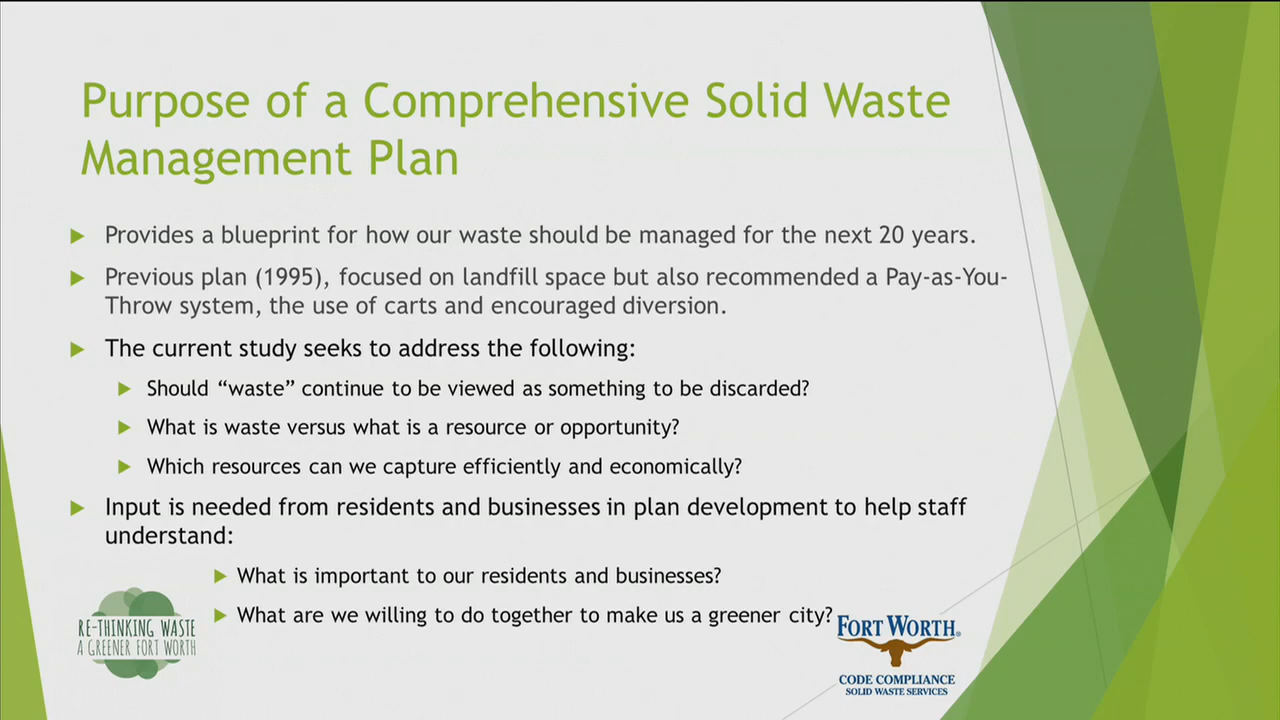 Purpose of a Comprehensive Solid Waste
Management Plan
Provides a blueprint for how our waste should be managed for the next 20 years.
Previous plan (1995), focused on landfill space but also recommended a Pay-as-You-
Throw system, the use of carts and encouraged diversion.
The current study seeks to address the following:
Should “waste” continue to be viewed as something to be discarded?
What is waste versus what is a resource or opportunity?
Which resources can we capture efficiently and economically?
Input is needed from residents and businesses in plan development to help staff
understand:
What is important to our residents and businesses?
What are we willing to do together to make us a greener city?
RE-THINKING WASTE
A GREENER FORT WORTH
FORT WORTH®
CODE COMPLIANCE
SOLID WASTE SERVICES